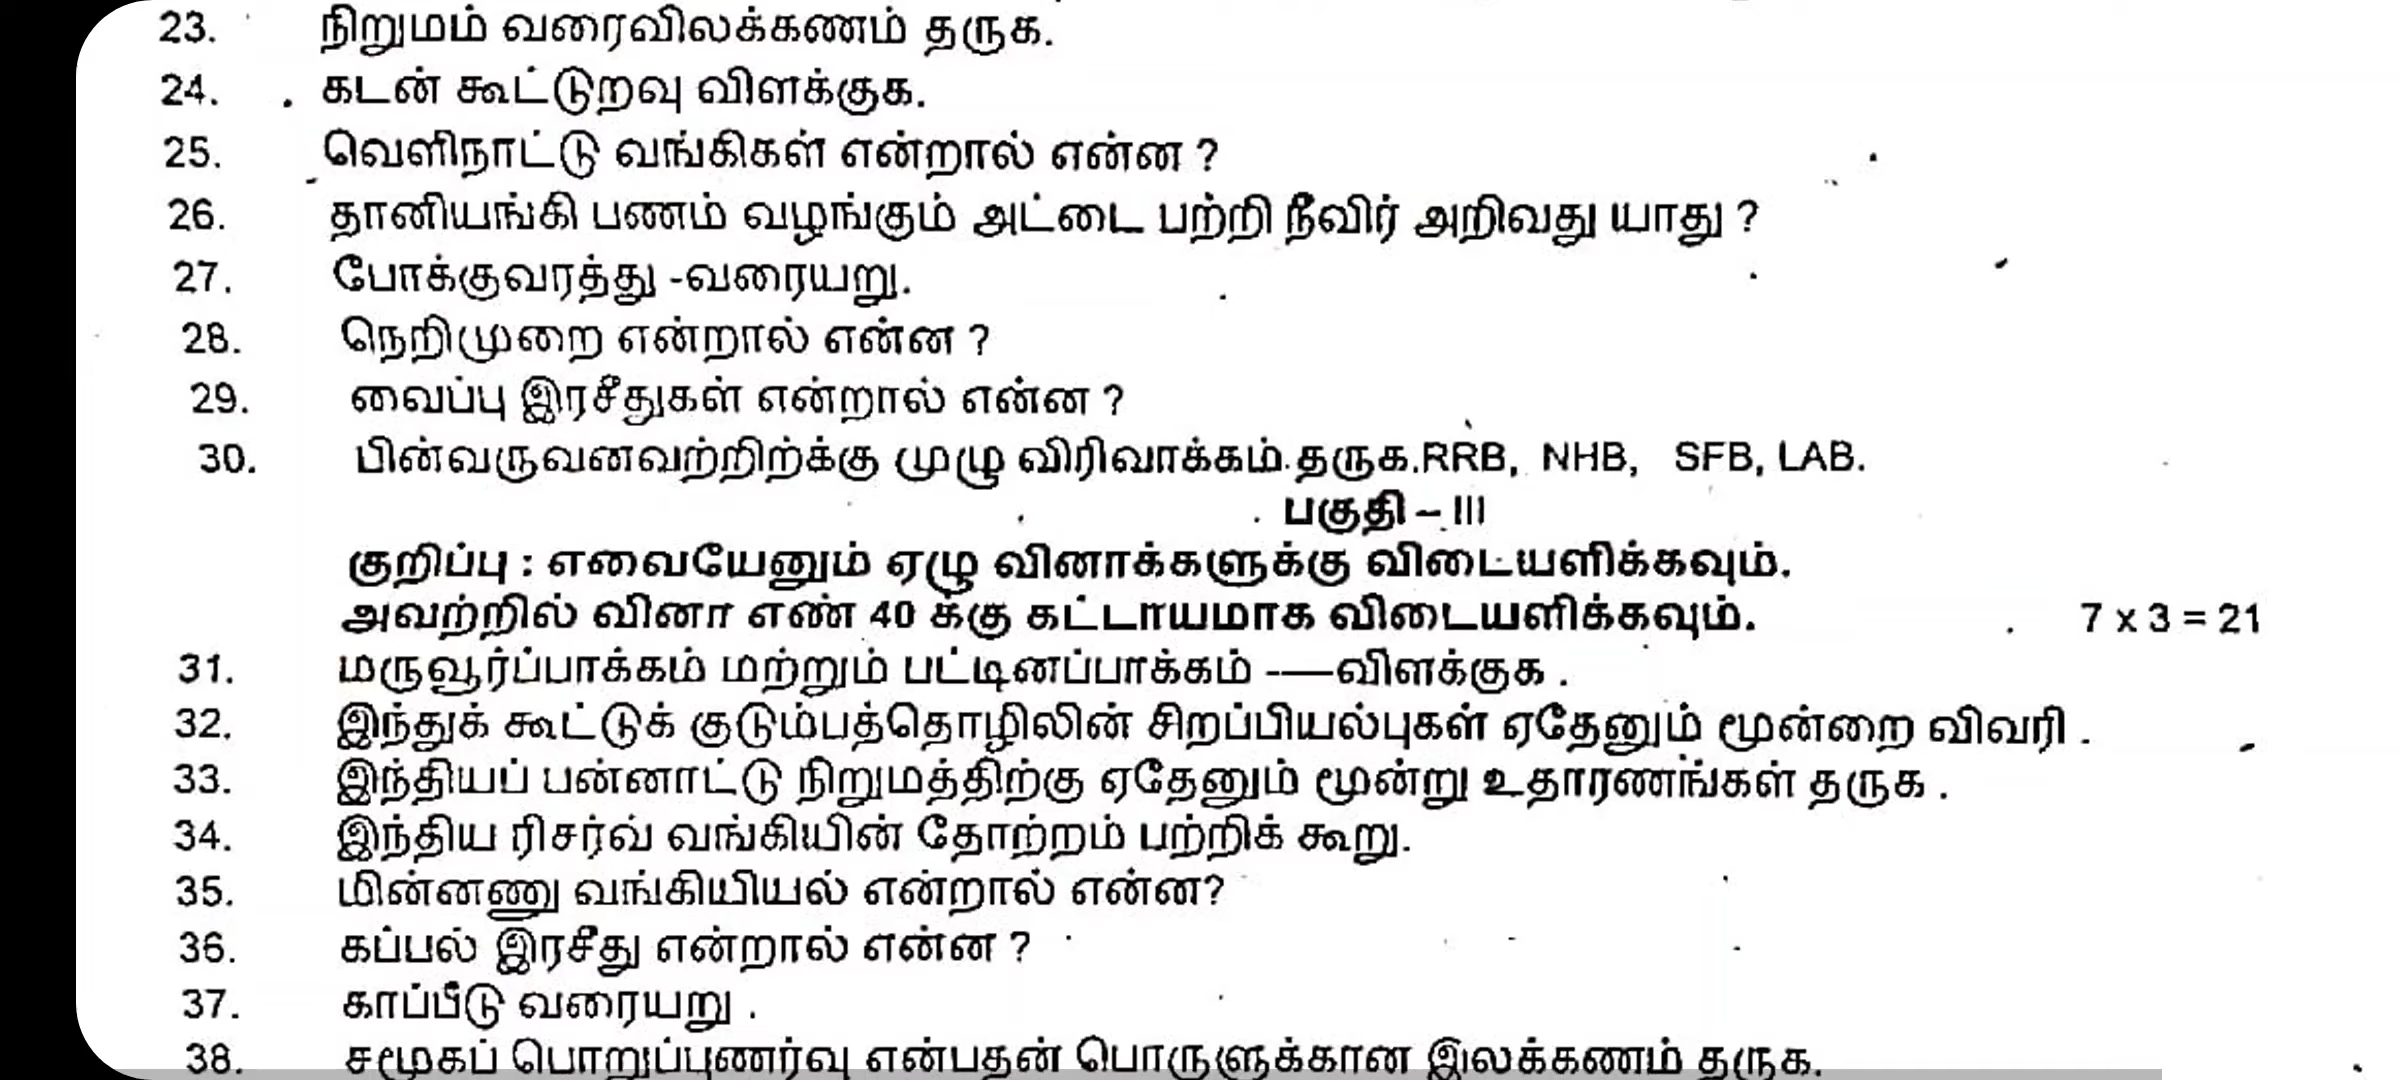 23. நிறுமம் வரைவிலக்கணம் தருக.
24. கடன் கூட்டுறவு விளக்குக.
25. வெளிநாட்டு வங்கிகள் என்றால் என்ன ?
26. தானியங்கி பணம் வழங்கும் அட்டை பற்றி நீவிர் அறிவது யாது ?
27. போக்குவரத்து -வரையறு.
28. நெறிமுறை என்றால் என்ன ?
29. வைப்பு இரசீதுகள் என்றால் என்ன ?
30. பின்வருவனவற்றிற்க்கு முழு விரிவாக்கம் தருக.RRB, NHB, SFB, LAB.
பகுதி – III
குறிப்பு : எவையேனும் ஏழு வினாக்களுக்கு விடையளிக்கவும்.
அவற்றில் வினா எண் 40 க்கு கட்டாயமாக விடையளிக்கவும். 7 x 3 = 21
31. மருவூர்ப்பாக்கம் மற்றும் பட்டினப்பாக்கம் -—விளக்குக .
32. இந்துக் கூட்டுக் குடும்பத்தொழிலின் சிறப்பியல்புகள் ஏதேனும் மூன்றை விவரி .
33. இந்தியப் பன்னாட்டு நிறுமத்திற்கு ஏதேனும் மூன்று உதாரணங்கள் தருக .
34. இந்திய ரிசர்வ் வங்கியின் தோற்றம் பற்றிக் கூறு.
35. மின்னணு வங்கியியல் என்றால் என்ன?
36. கப்பல் இரசீது என்றால் என்ன ?
37. காப்பீடு வரையறு .
38. சமூகப் பொறுப்புணர்வு என்பதன் பொருளுக்கான இலக்கணம் தருக.